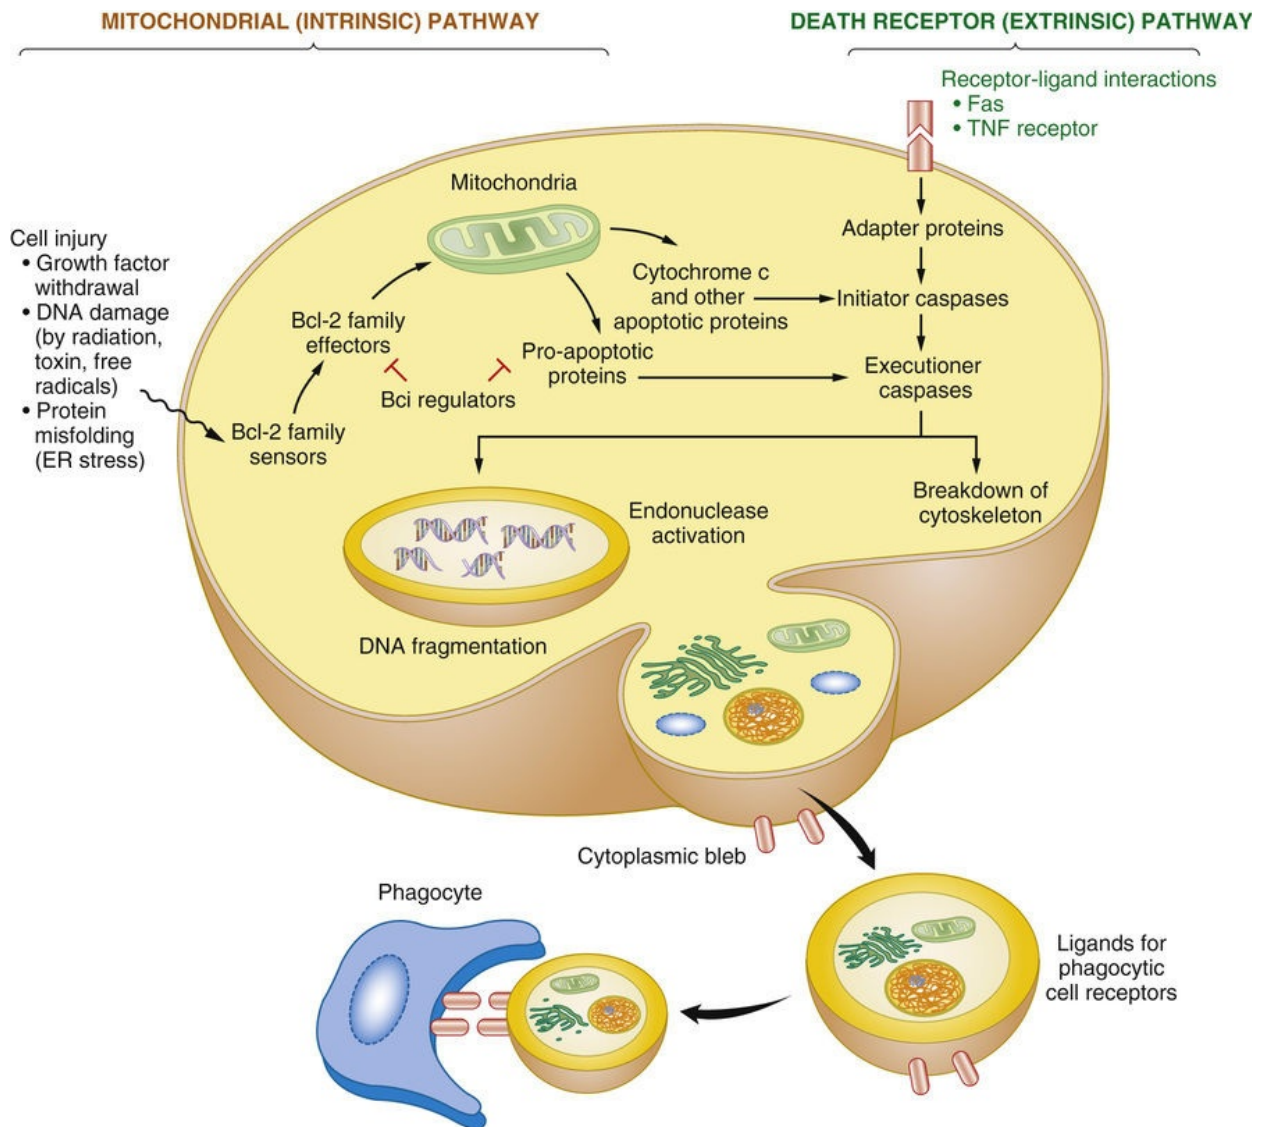 MITOCHONDRIAL (INTRINSIC) PATHWAY
DEATH RECEPTOR (EXTRINSIC) PATHWAY
Receptor-ligand interactions
• Fas
• TNF receptor
Mitochondria
Cell injury
• Growth factor
withdrawal
• DNA damage
(by radiation,
toxin, free
radicals)
• Protein
misfolding
(ER stress)
Adapter proteins
Cytochrome c
and other
apoptotic proteins
Initiator caspases
Bcl-2 family
effectors
Pro-apoptotic
proteins
Executioner
caspases
Bci regulators
Bcl-2 family
sensors
Breakdown of
cytoskeleton
Endonuclease
activation
DNA fragmentation
Cytoplasmic bleb
Phagocyte
Ligands for
phagocytic
cell receptors